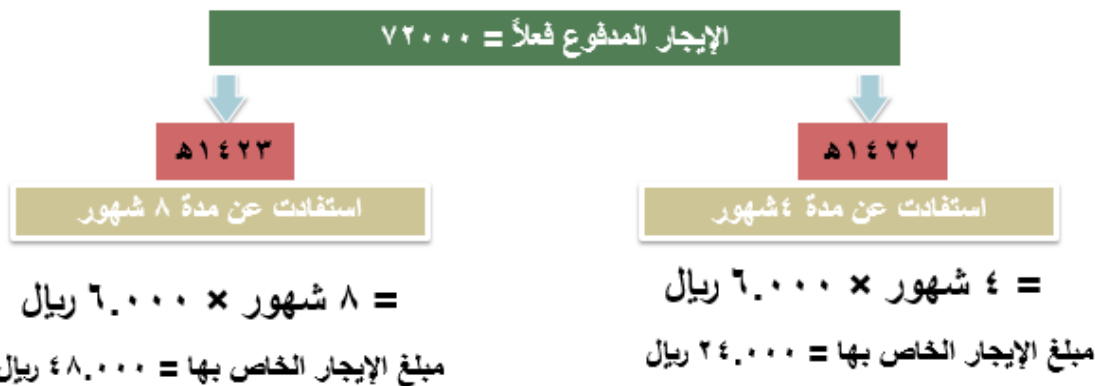 الإيجار المدفوع فعلاً = ٧٢٠٠٠
١٤٢٢هـ
استفادت عن مدة ٤شهور
= ٤ شهور × ٦.٠٠٠ ريال
مبلغ الإيجار الخاص بها = ٢٤.٠٠٠ ريال
١٤٢٣هـ
استفادت عن مدة ٨ شهور
= ٨ شهور × ٦.٠٠٠ ريال
مبلغ الإيجار الخاص بها = ٤٨.٠٠٠ ريال